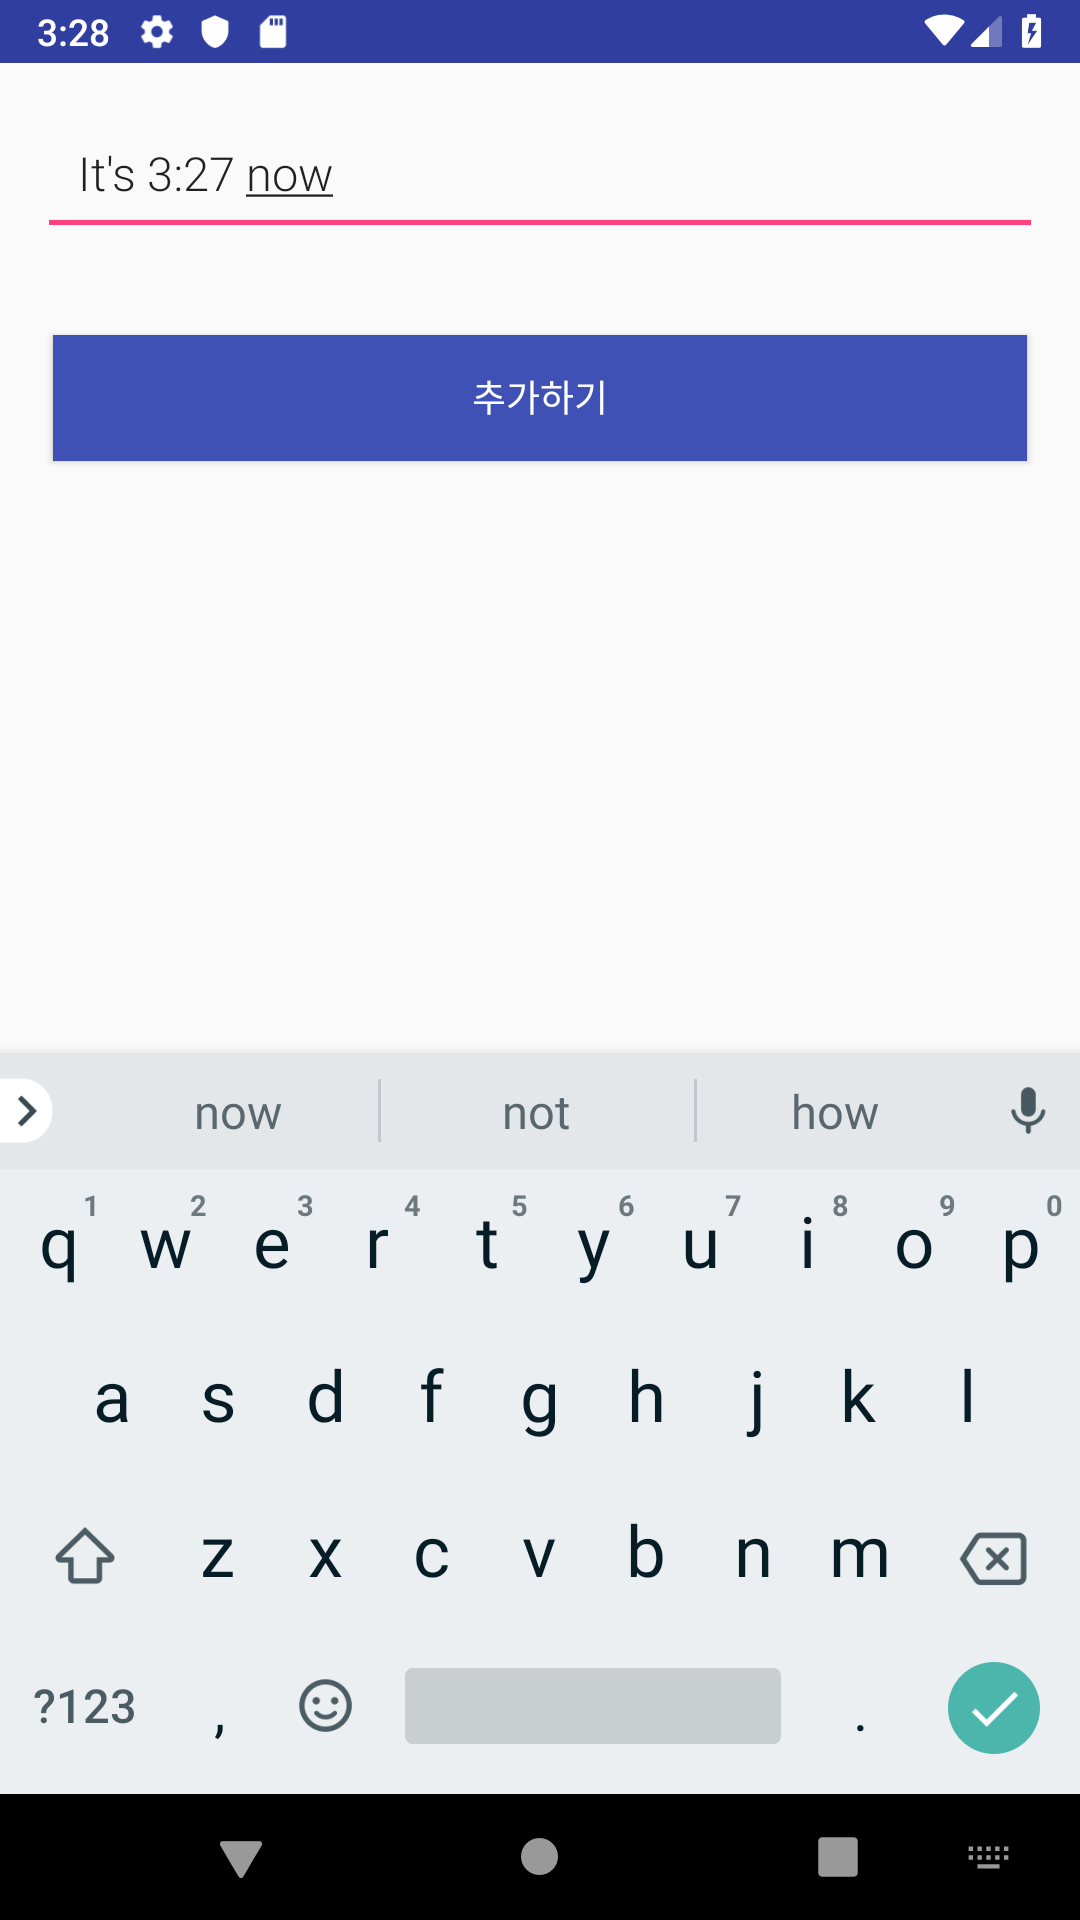 3:28
It's 3:27 now
추가하기
now not how
1 2 3 4 5 6 7 8 9 0
q w e r t y u i o p
a s d f g h j k l
z x c v b n m
?123 , .